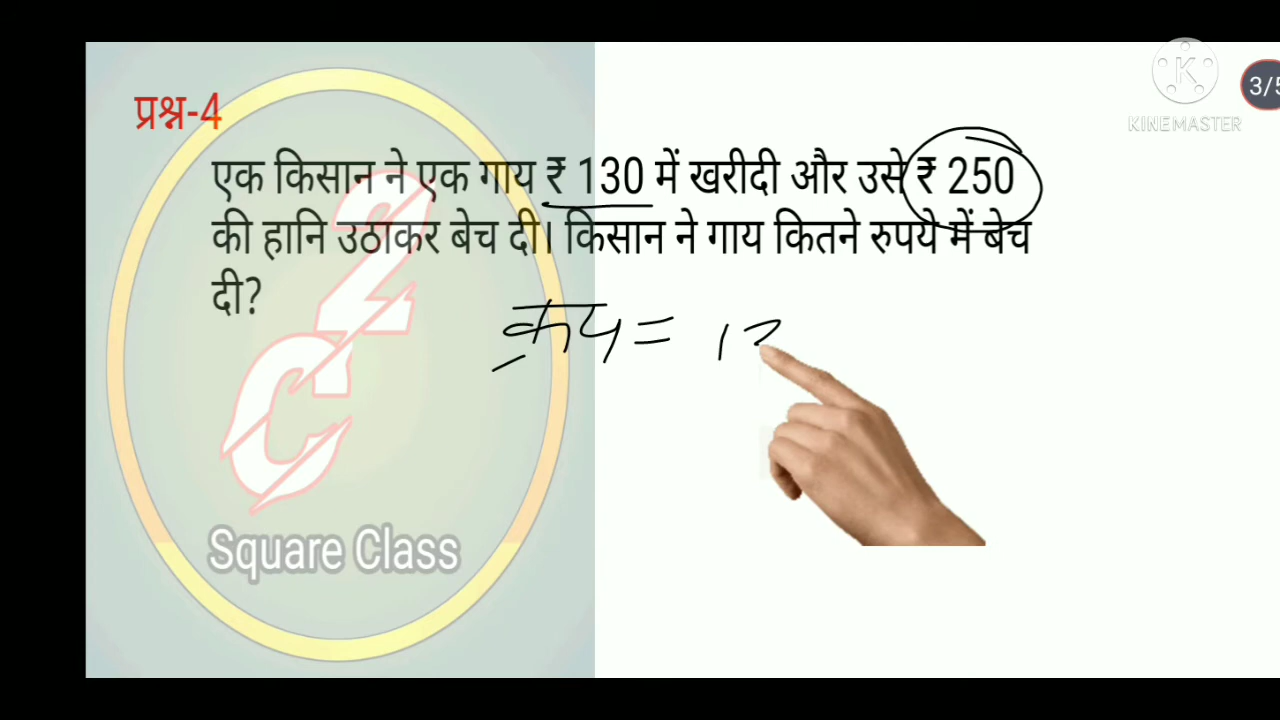 KINEMASTER
3/5
प्रश्न-4
एक किसान ने एक गाय ₹ 130 में खरीदी और उसे ₹ 250
की हानि उठाकर बेच दी। किसान ने गाय कितने रुपये में बेच
दी?
क्रय = 13
C2
Square Class